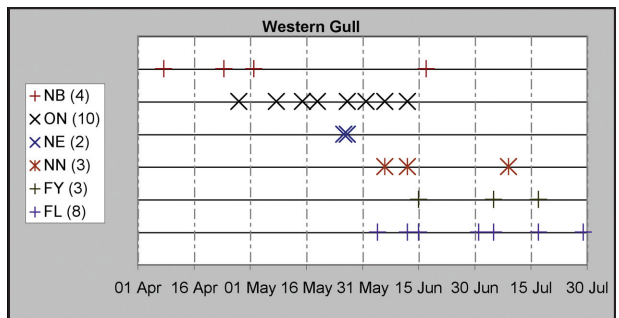 Western Gull
NB (4)
ON (10)
NE (2)
NN (3)
FY (3)
FL (8)
01 Apr 16 Apr 01 May 16 May 31 May 15 Jun 30 Jun 15 Jul 30 Jul